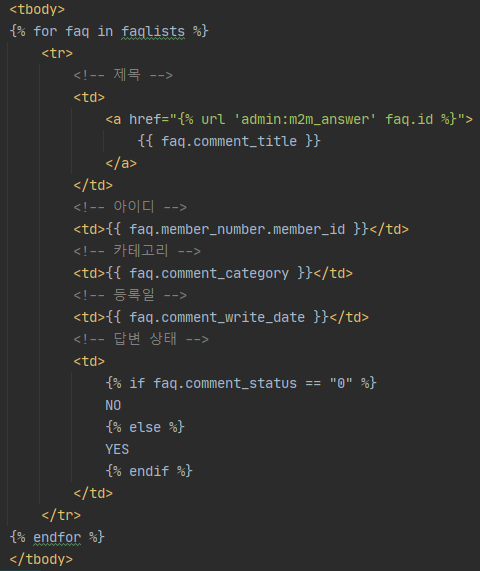 <tbody>
{% for faq in faqlists %}
    <tr>
        <!-- 제목 -->
        <td>
            <a href="{% url 'admin:m2m_answer' faq.id %}">
                {{ faq.comment_title }}
            </a>
        </td>
        <!-- 아이디 -->
        <td>{{ faq.member_number.member_id }}</td>
        <!-- 카테고리 -->
        <td>{{ faq.comment_category }}</td>
        <!-- 등록일 -->
        <td>{{ faq.comment_write_date }}</td>
        <!-- 답변 상태 -->
        <td>
            {% if faq.comment_status == "0" %}
            NO
            {% else %}
            YES
            {% endif %}
        </td>
    </tr>
{% endfor %}
</tbody>